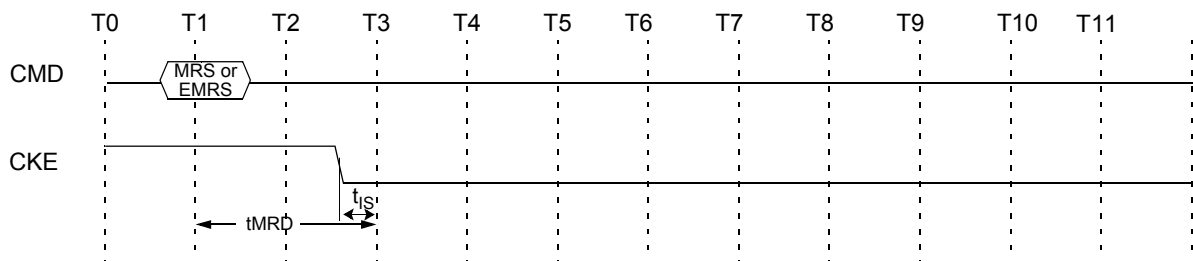 T0 T1 T2 T3 T4 T5 T6 T7 T8 T9 T10 T11
CMD
MRS or
EMRS
CKE
tIS
tMRD